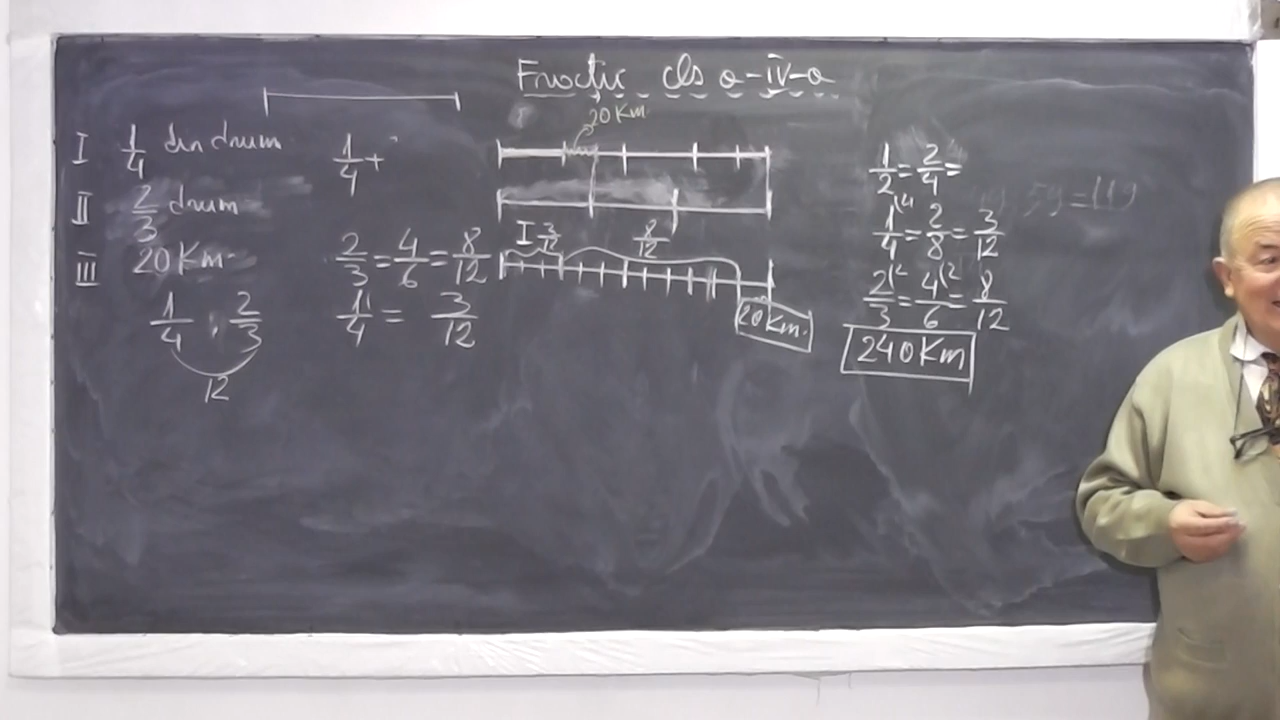 Fracții cls a-IV-a
20 Km
I 1/4 din drum
II 2/3 drum
III 20 Km
1/4 , 2/3
12
1/4 +
2/3 = 4/6 = 8/12
1/4 = 3/12
I 3/12 8/12
20 Km.
1/2 = 2/4 =
1/4 = 2/8 = 3/12
2/3 = 4/6 = 8/12
240 Km